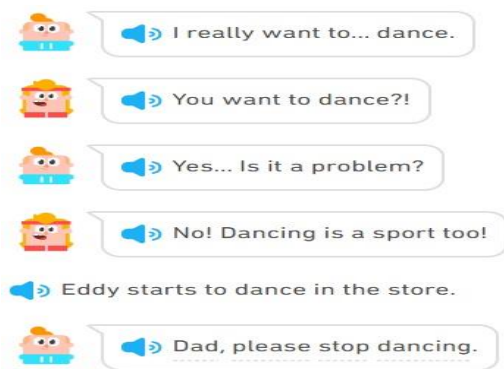 I really want to... dance.
You want to dance?!
Yes... Is it a problem?
No! Dancing is a sport too!
Eddy starts to dance in the store.
Dad, please stop dancing.